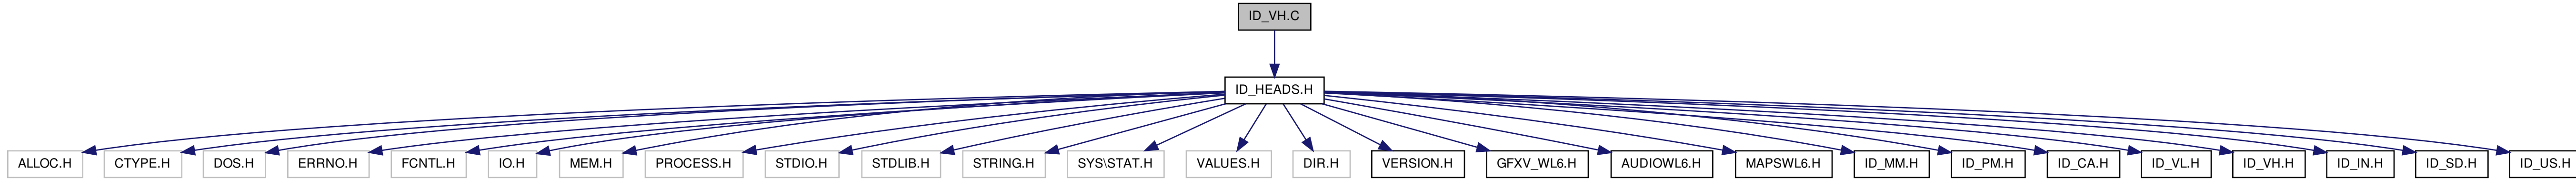 ID_VH.C
ID_HEADS.H
ALLOC.H
CTYPE.H
DOS.H
ERRNO.H
FCNTL.H
IO.H
MEM.H
PROCESS.H
STDIO.H
STDLIB.H
STRING.H
SYS\STAT.H
VALUES.H
DIR.H
VERSION.H
GFXV_WL6.H
AUDIOWL6.H
MAPSWL6.H
ID_MM.H
ID_PM.H
ID_CA.H
ID_VL.H
ID_VH.H
ID_IN.H
ID_SD.H
ID_US.H